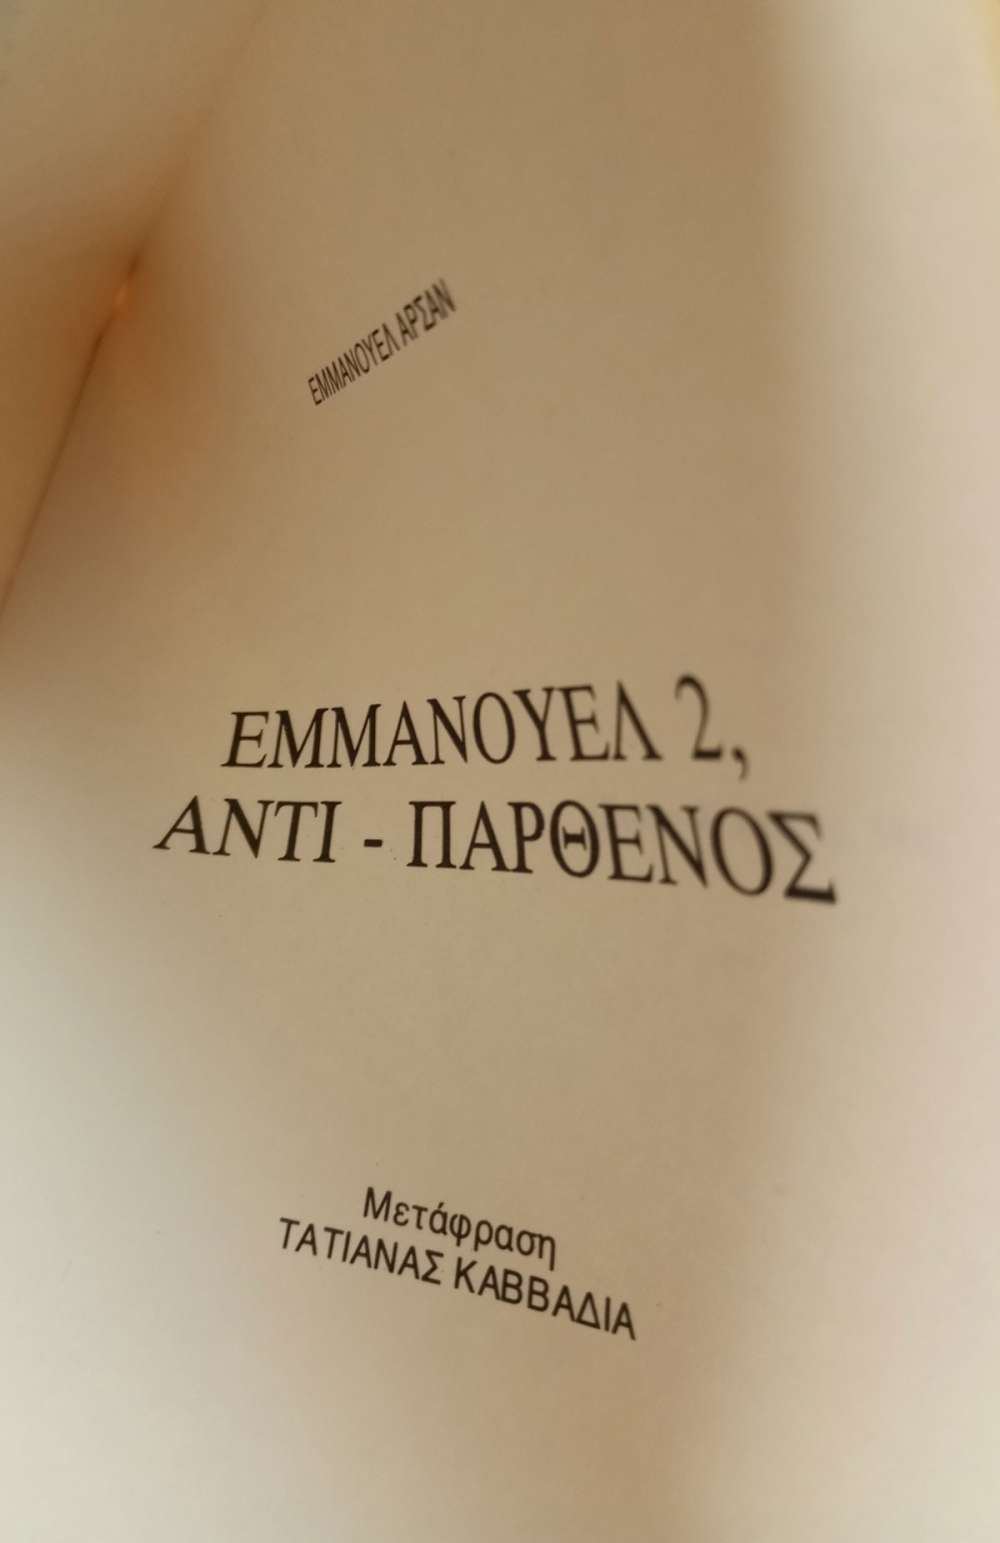 ΕΜΜΑΝΟΥΕΛ ΑΡΣΑΝ
ΕΜΜΑΝΟΥΕΛ 2,
ΑΝΤΙ - ΠΑΡΘΕΝΟΣ
Μετάφραση
ΤΑΤΙΑΝΑΣ ΚΑΒΒΑΔΙΑ